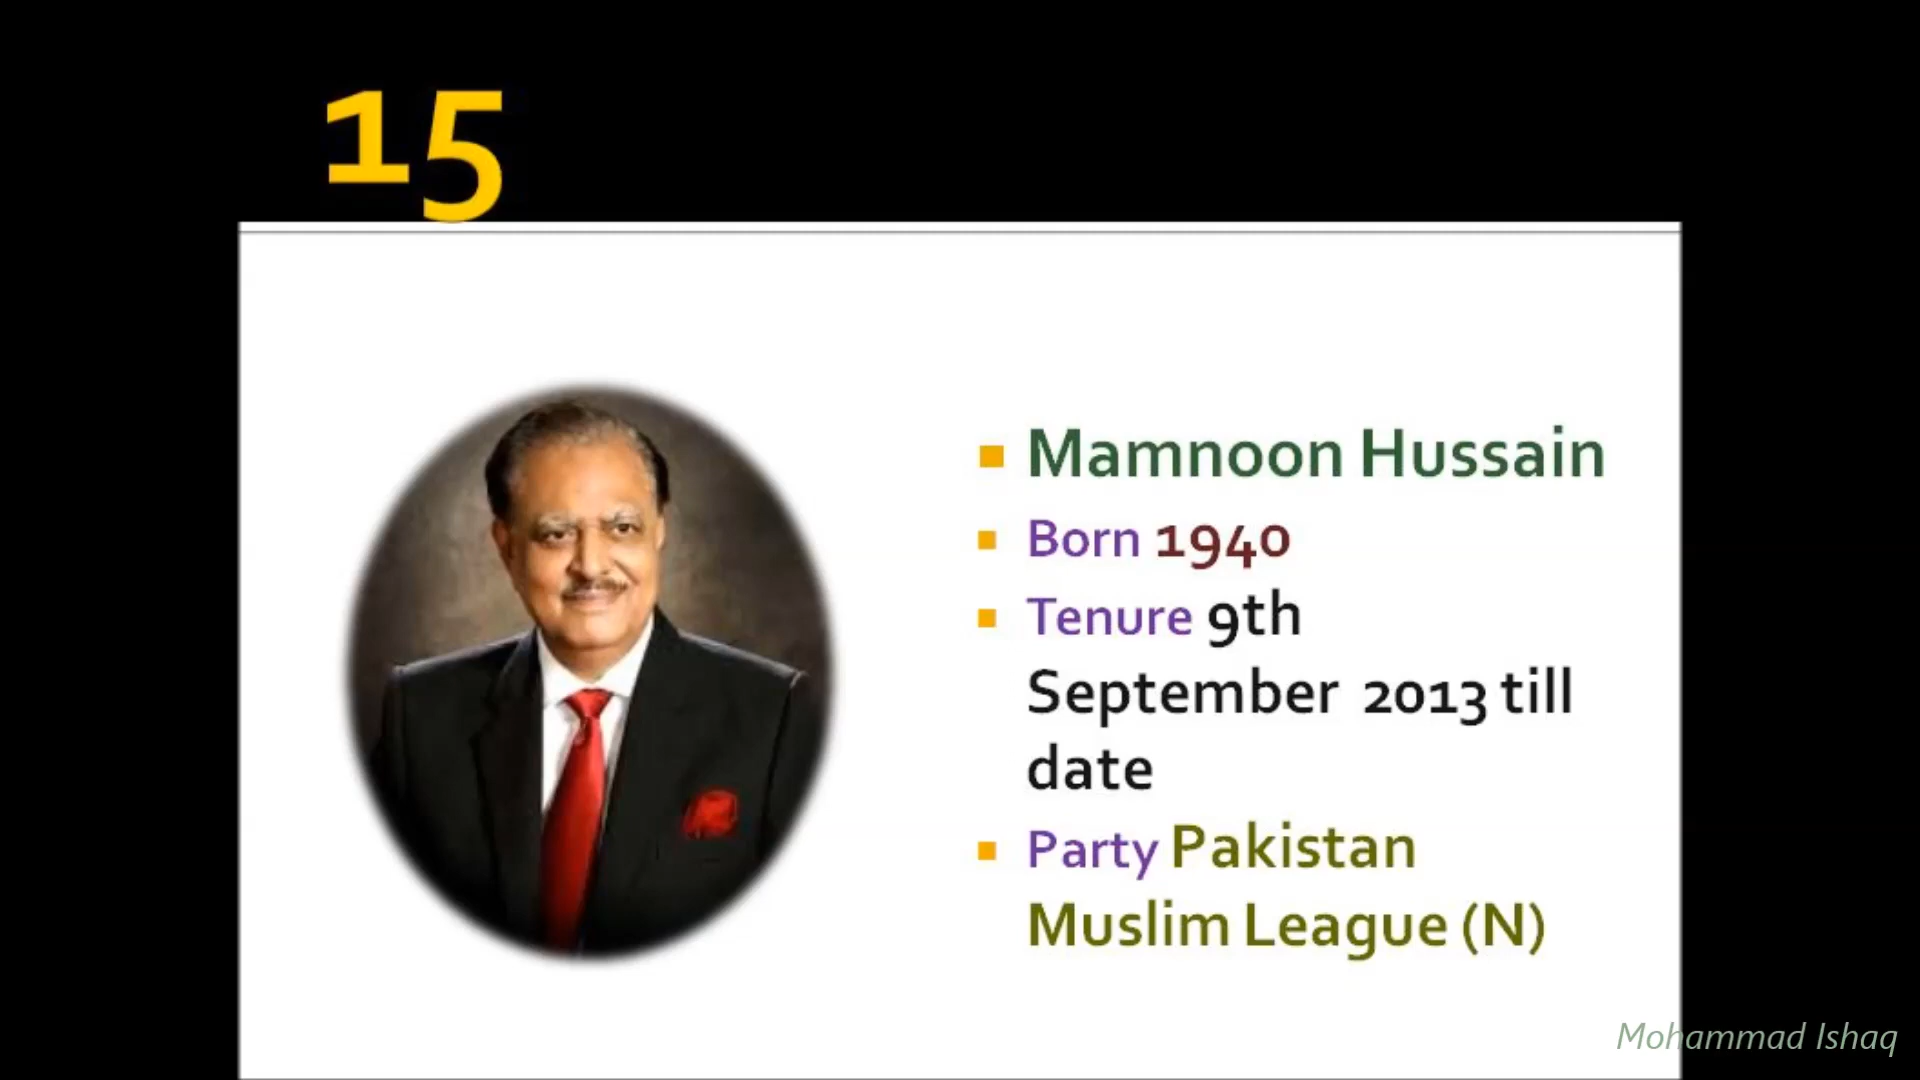 15
Mamnoon Hussain
Born 1940
Tenure 9th
September 2013 till
date
Party Pakistan
Muslim League (N)
Mohammad Ishaq